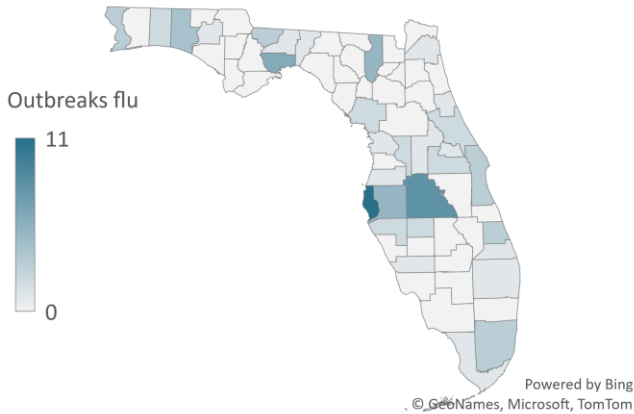 Outbreaks flu
11
0
Powered by Bing
© GeoNames, Microsoft, TomTom